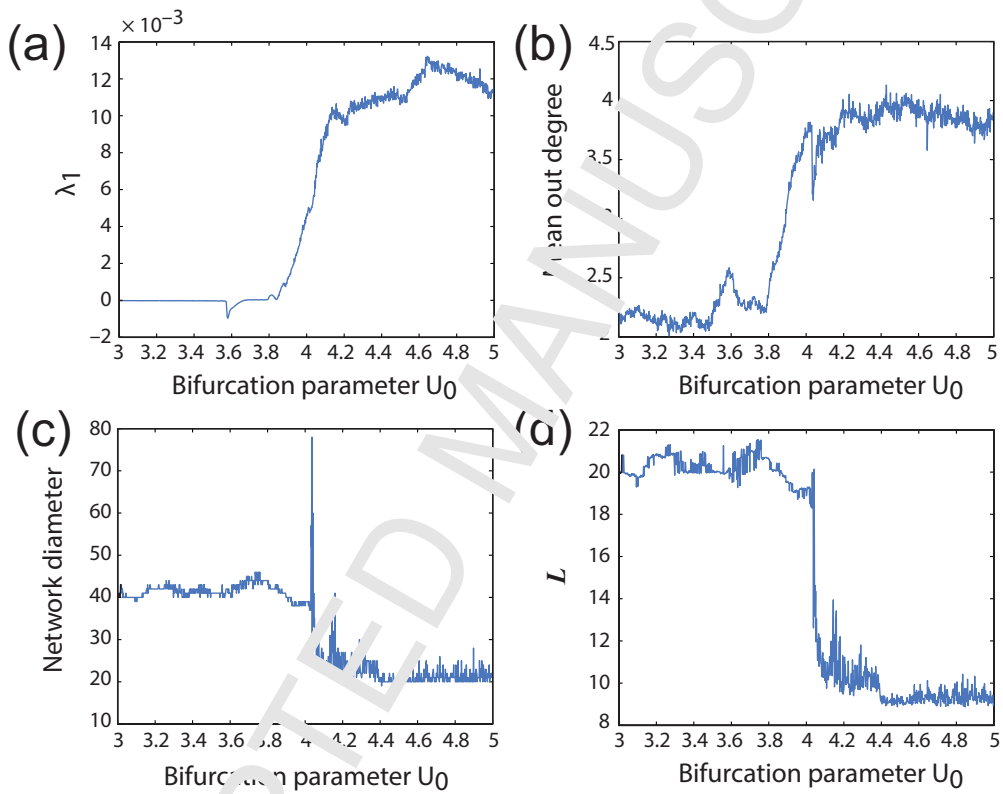 (a)
× 10⁻³
14
12
10
8
6
4
2
0
−2
λ1
3 3.2 3.4 3.6 3.8 4 4.2 4.4 4.6 4.8 5
Bifurcation parameter U0
(b)
4.5
4
3.5
2.5
out degree
3 3.2 3.4 3.6 3.8 4 4.2 4.4 4.6 4.8 5
Bifurcation parameter U0
(c)
80
70
60
50
40
30
20
10
Network diameter
3 3.2 3.4 3.6 3.8 4 4.2 4.4 4.6 4.8 5
Bifurcation parameter U0
(d)
22
20
18
16
14
12
10
8
L
3 3.2 3.4 3.6 3.8 4 4.2 4.4 4.6 4.8 5
Bifurcation parameter U0